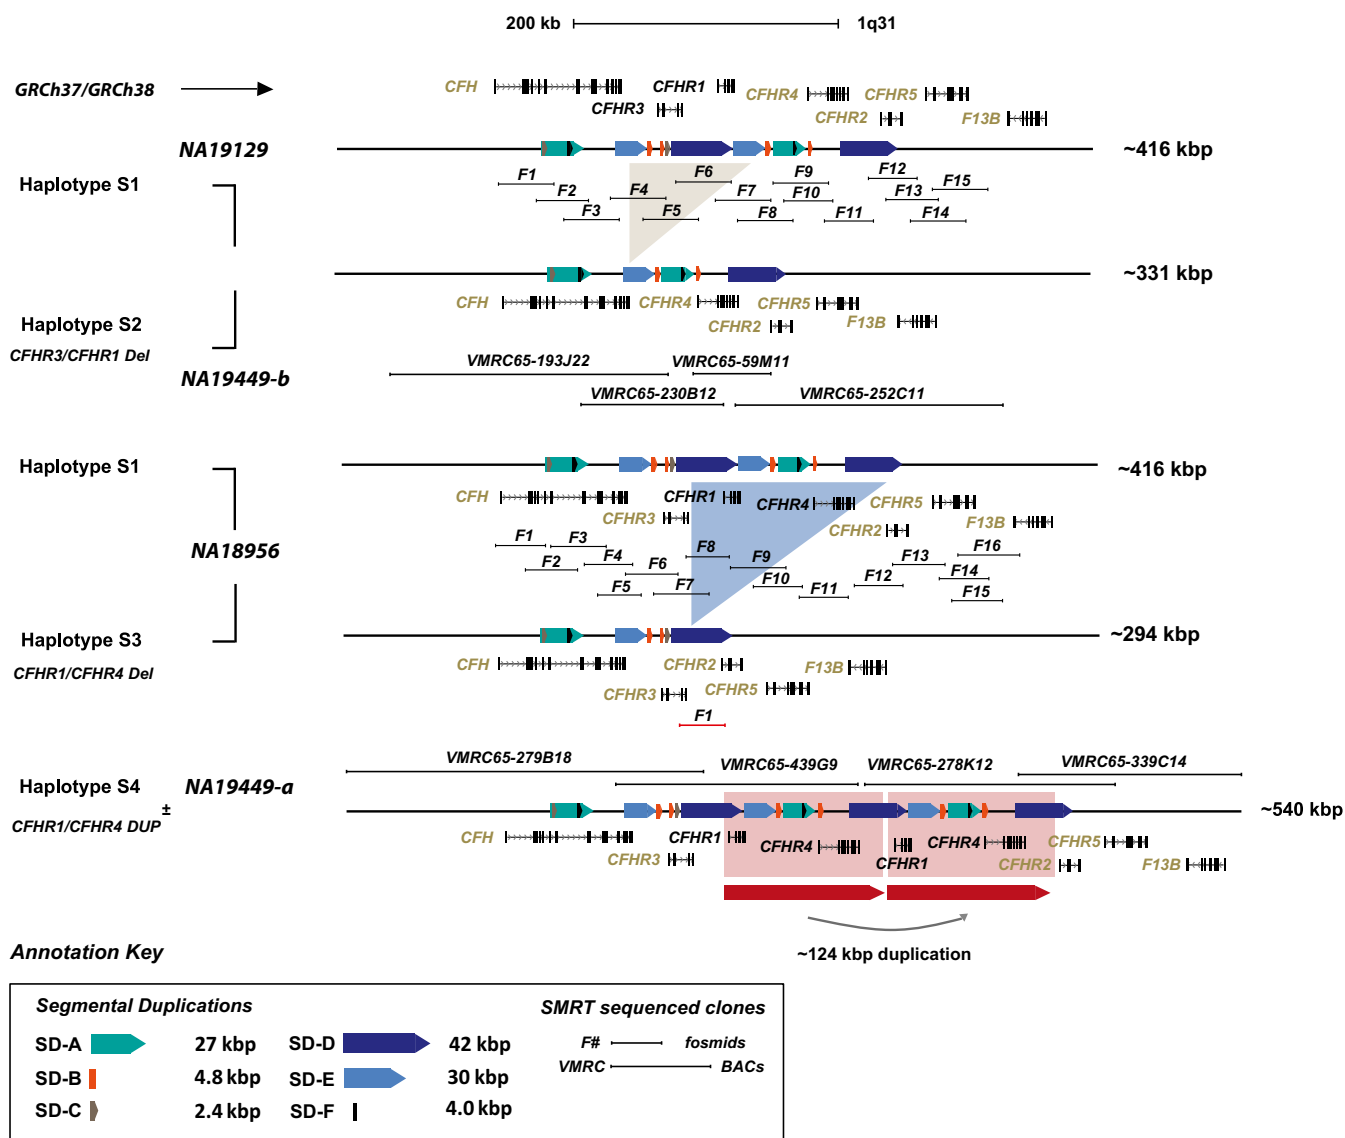 200 kb 1q31
GRCh37/GRCh38
CFH CFHR3 CFHR1 CFHR4 CFHR2 CFHR5 F13B
NA19129
~416 kbp
Haplotype S1
F1 F2 F3 F4 F5 F6 F7 F8 F9 F10 F11 F12 F13 F14 F15
~331 kbp
CFH CFHR4 CFHR2 CFHR5 F13B
Haplotype S2
CFHR3/CFHR1 Del
NA19449-b
VMRC65-193J22 VMRC65-59M11
VMRC65-230B12 VMRC65-252C11
Haplotype S1
~416 kbp
CFH CFHR3 CFHR1 CFHR4 CFHR2 CFHR5 F13B
NA18956
F1 F2 F3 F4 F5 F6 F7 F8 F9 F10 F11 F12 F13 F14 F15 F16
Haplotype S3
~294 kbp
CFHR1/CFHR4 Del
CFH CFHR3 CFHR2 CFHR5 F13B
F1
VMRC65-279B18 VMRC65-439G9 VMRC65-278K12 VMRC65-339C14
Haplotype S4
NA19449-a
CFHR1/CFHR4 DUP ±
~540 kbp
CFH CFHR3 CFHR1 CFHR4 CFHR1 CFHR4 CFHR2 CFHR5 F13B
~124 kbp duplication
Annotation Key
Segmental Duplications
SD-A 27 kbp
SD-B 4.8 kbp
SD-C 2.4 kbp
SD-D 42 kbp
SD-E 30 kbp
SD-F 4.0 kbp
SMRT sequenced clones
F# fosmids
VMRC BACs